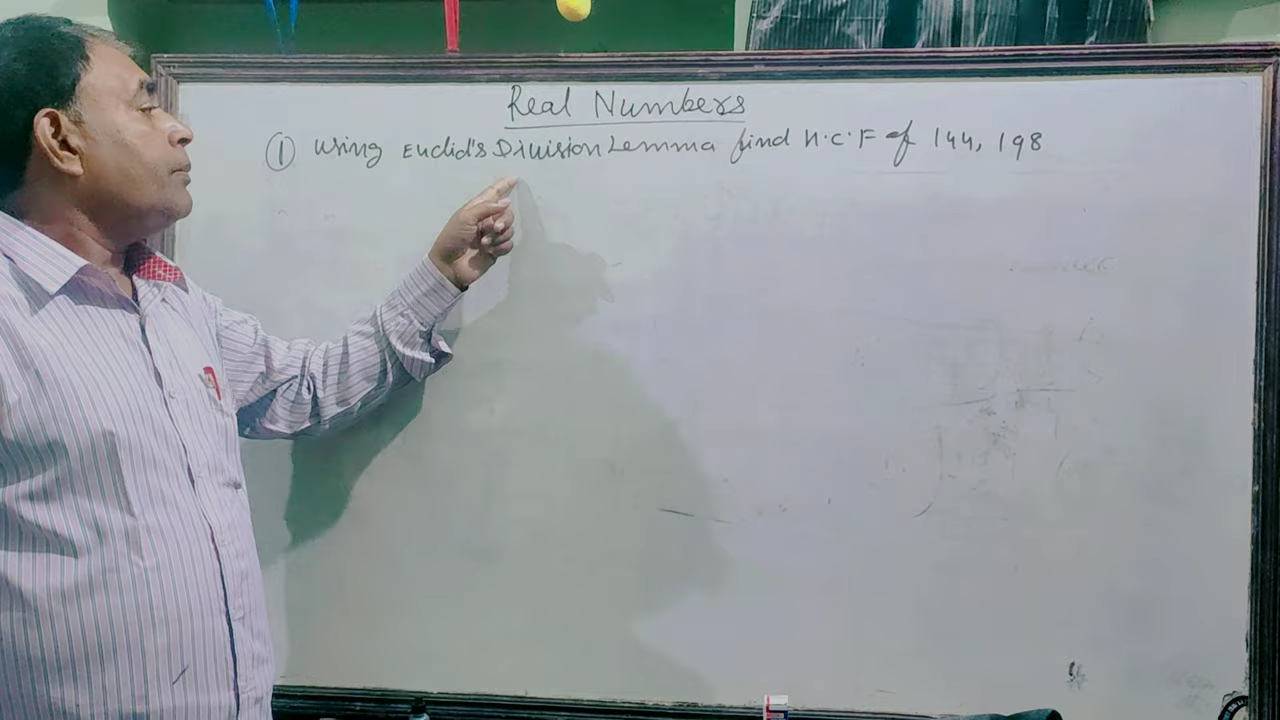 Real Numbers
① using Euclid's Division Lemma find H.C.F of 144, 198